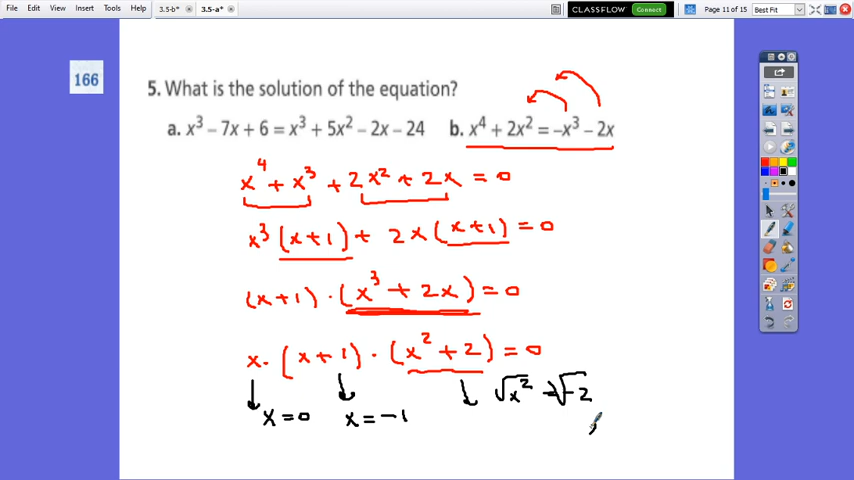 File Edit View Insert Tools Help
3.5-b* 3.5-a*
CLASSFLOW Connect
Page 11 of 15 Best Fit
166
5. What is the solution of the equation?
a. x³ – 7x + 6 = x³ + 5x² – 2x – 24 b. x⁴ + 2x² = –x³ – 2x
x⁴ + x³ + 2x² + 2x = 0
x³ (x+1) + 2x (x+1) = 0
(x+1) · (x³ + 2x) = 0
x · (x+1) · (x² + 2) = 0
√x² = √-2
x = 0 x = -1